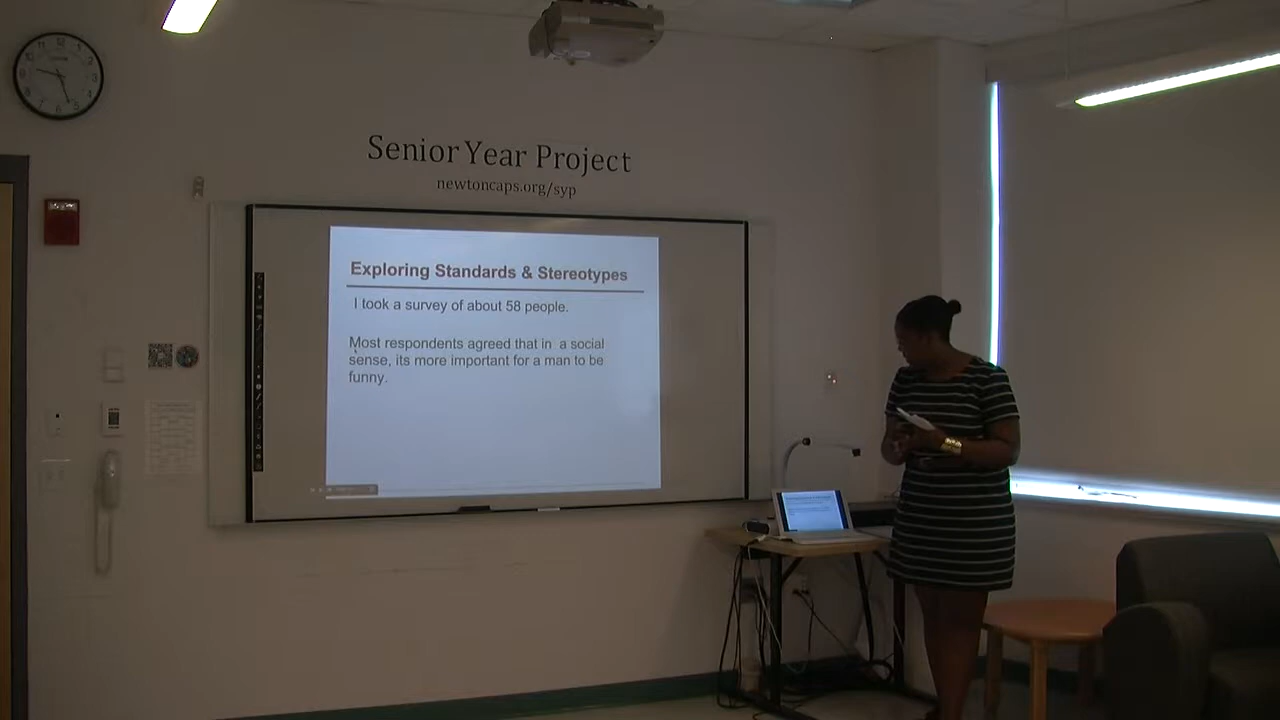 Senior Year Project
newtoncaps.org/syp
Exploring Standards & Stereotypes
I took a survey of about 58 people.
Most respondents agreed that in a social
sense, its more important for a man to be
funny.
12